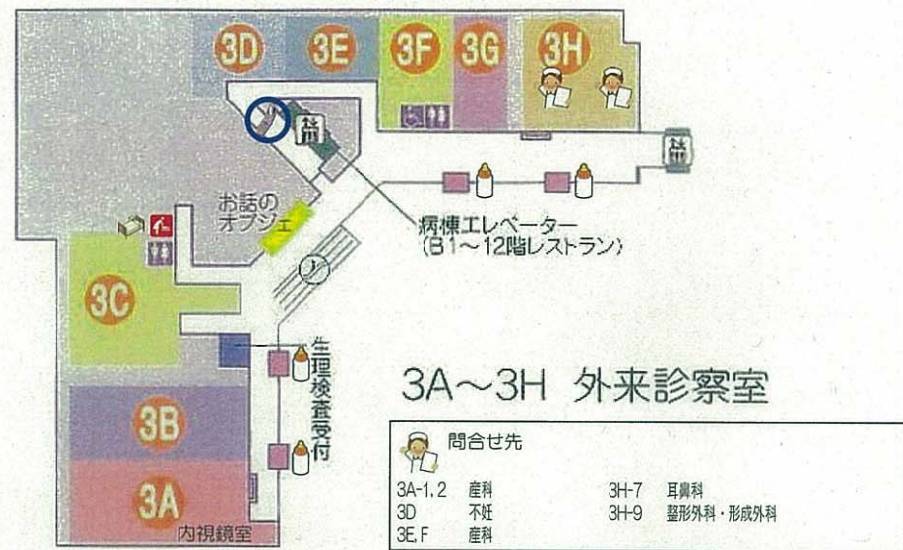 3D
3E
3F
3G
3H
お話の
オブジェ
病棟エレベーター
(B1～12階レストラン)
3C
生理検査受付
3B
3A
内視鏡室
3A～3H 外来診察室
問合せ先
3A-1,2 産科 3H-7 耳鼻科
3D 不妊 3H-9 整形外科・形成外科
3E,F 産科